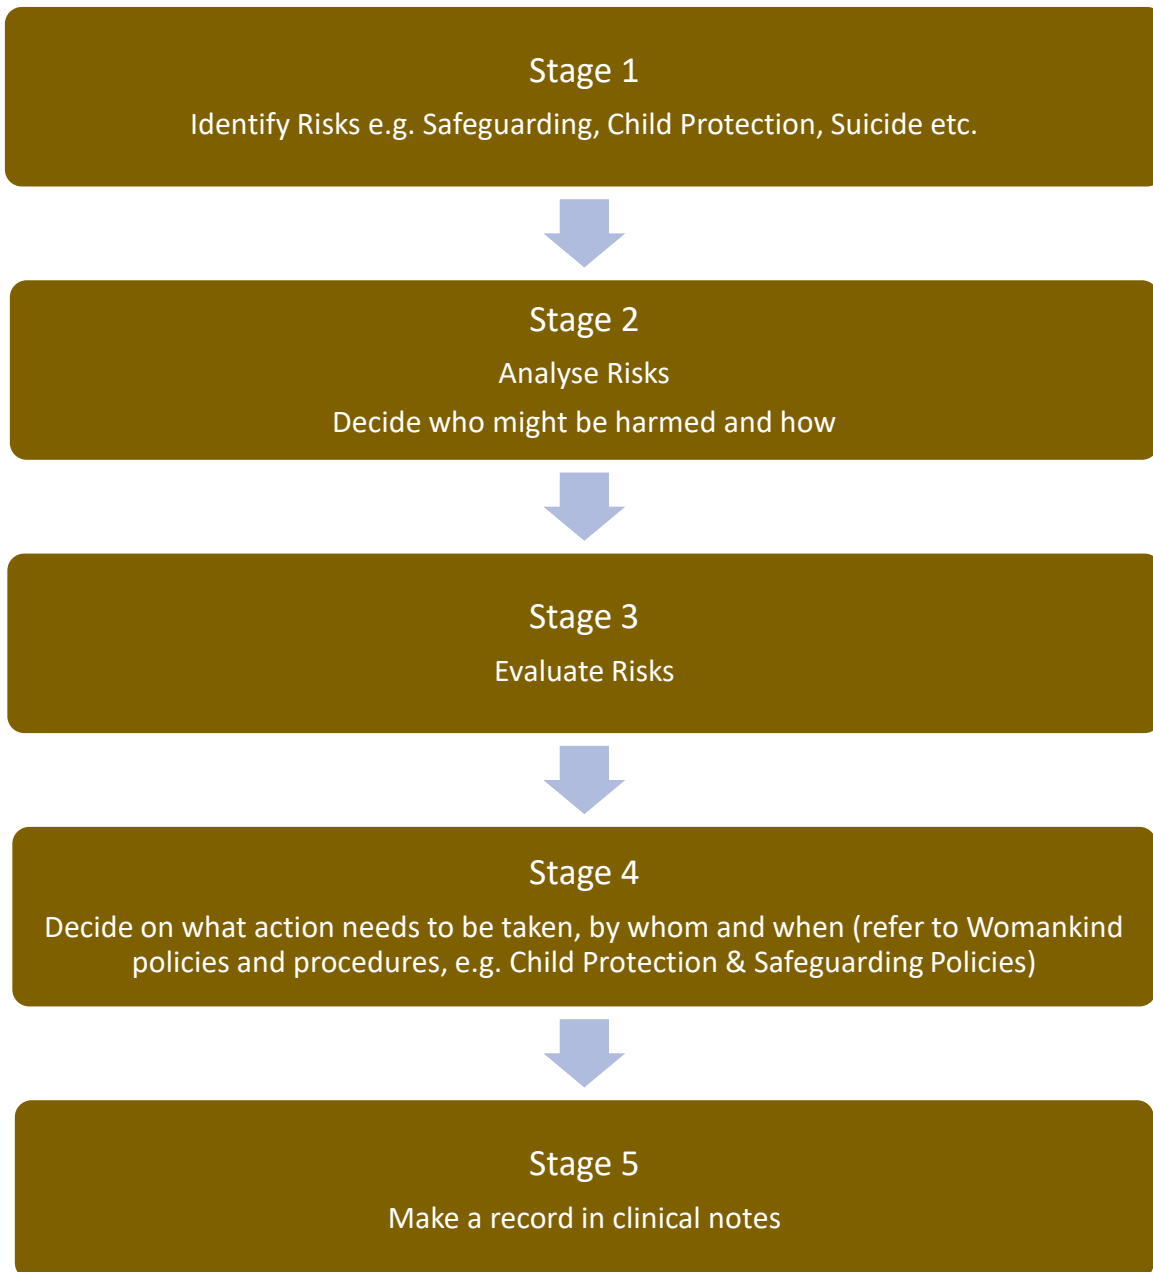 Stage 1
Identify Risks e.g. Safeguarding, Child Protection, Suicide etc.
Stage 2
Analyse Risks
Decide who might be harmed and how
Stage 3
Evaluate Risks
Stage 4
Decide on what action needs to be taken, by whom and when (refer to Womankind
policies and procedures, e.g. Child Protection & Safeguarding Policies)
Stage 5
Make a record in clinical notes